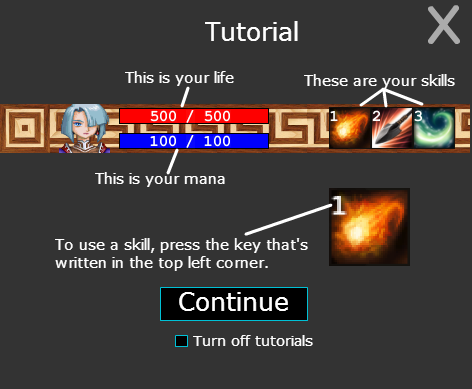 Tutorial
X
This is your life
These are your skills
500 / 500
1 2 3
100 / 100
This is your mana
1
To use a skill, press the key that's
written in the top left corner.
Continue
Turn off tutorials